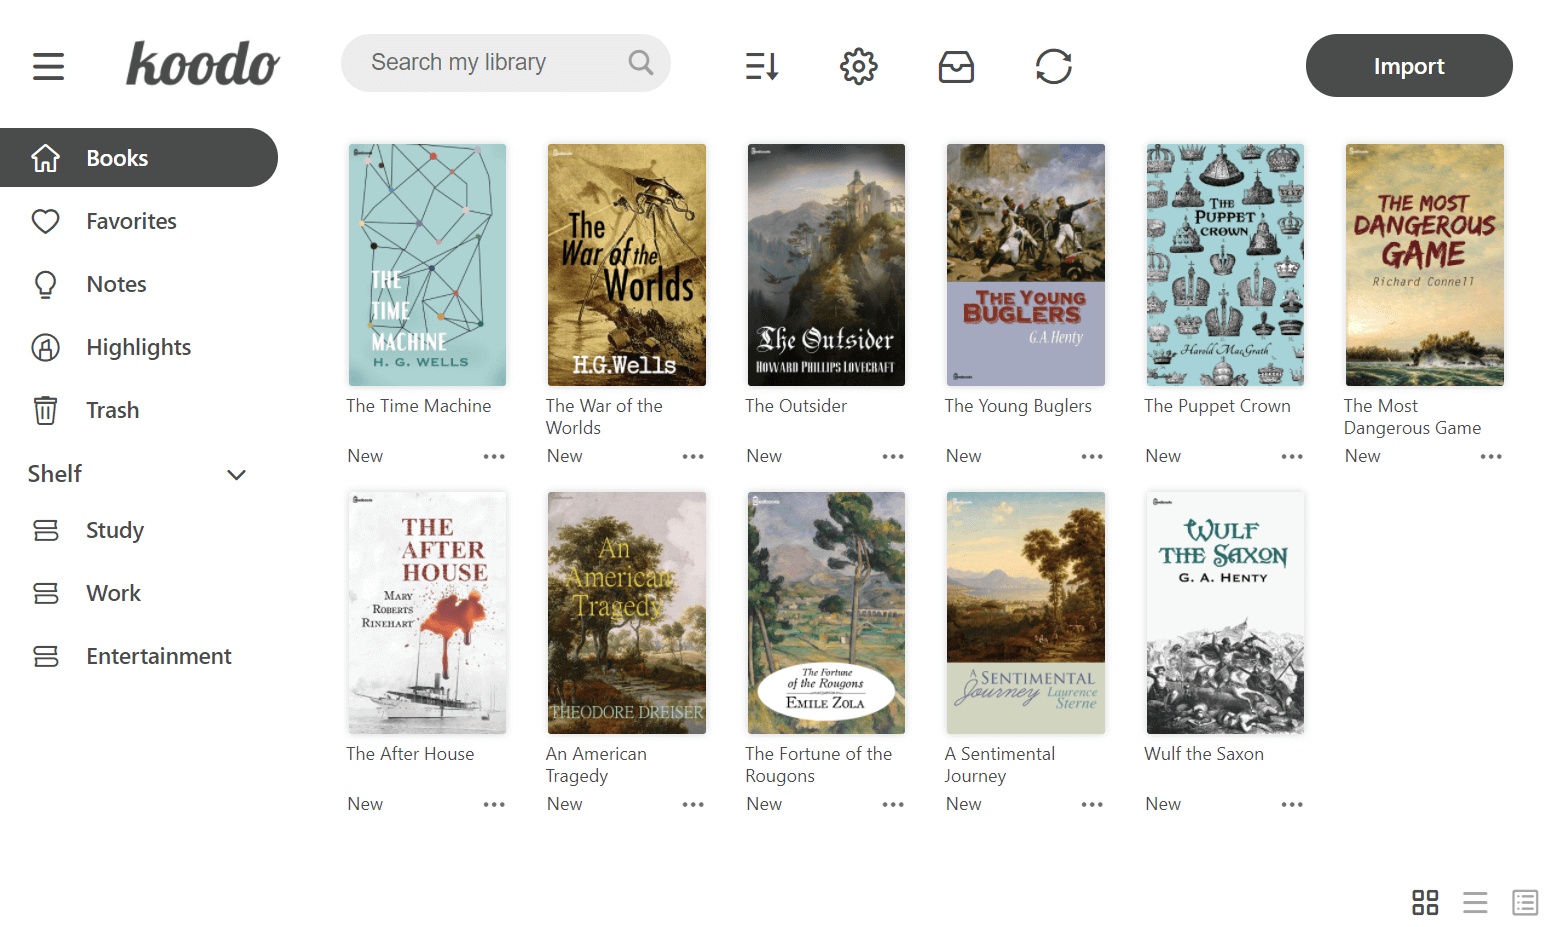 koodo
Search my library
Import
Books
Favorites
Notes
Highlights
Trash
Shelf
Study
Work
Entertainment
The
War of the
Worlds
H.G.Wells
THE
TIME
MACHINE
H. G. WELLS
The Outsider
HOWARD PHILLIPS LOVECRAFT
THE YOUNG
BUGLERS
G.A. Henty
THE
PUPPET
CROWN
Harold MacGrath
THE MOST
DANGEROUS
GAME
Richard Connell
The Time Machine
The War of the
Worlds
The Outsider
The Young Buglers
The Puppet Crown
The Most
Dangerous Game
New
New
New
New
New
New
THE
AFTER
HOUSE
MARY
ROBERTS
RINEHART
An
American
Tragedy
THEODORE DREISER
The Fortune
of the Rougons
EMILE ZOLA
A SENTIMENTAL
Journey
Laurence
Sterne
WULF
THE SAXON
G. A. HENTY
The After House
An American
Tragedy
The Fortune of the
Rougons
A Sentimental
Journey
Wulf the Saxon
New
New
New
New
New